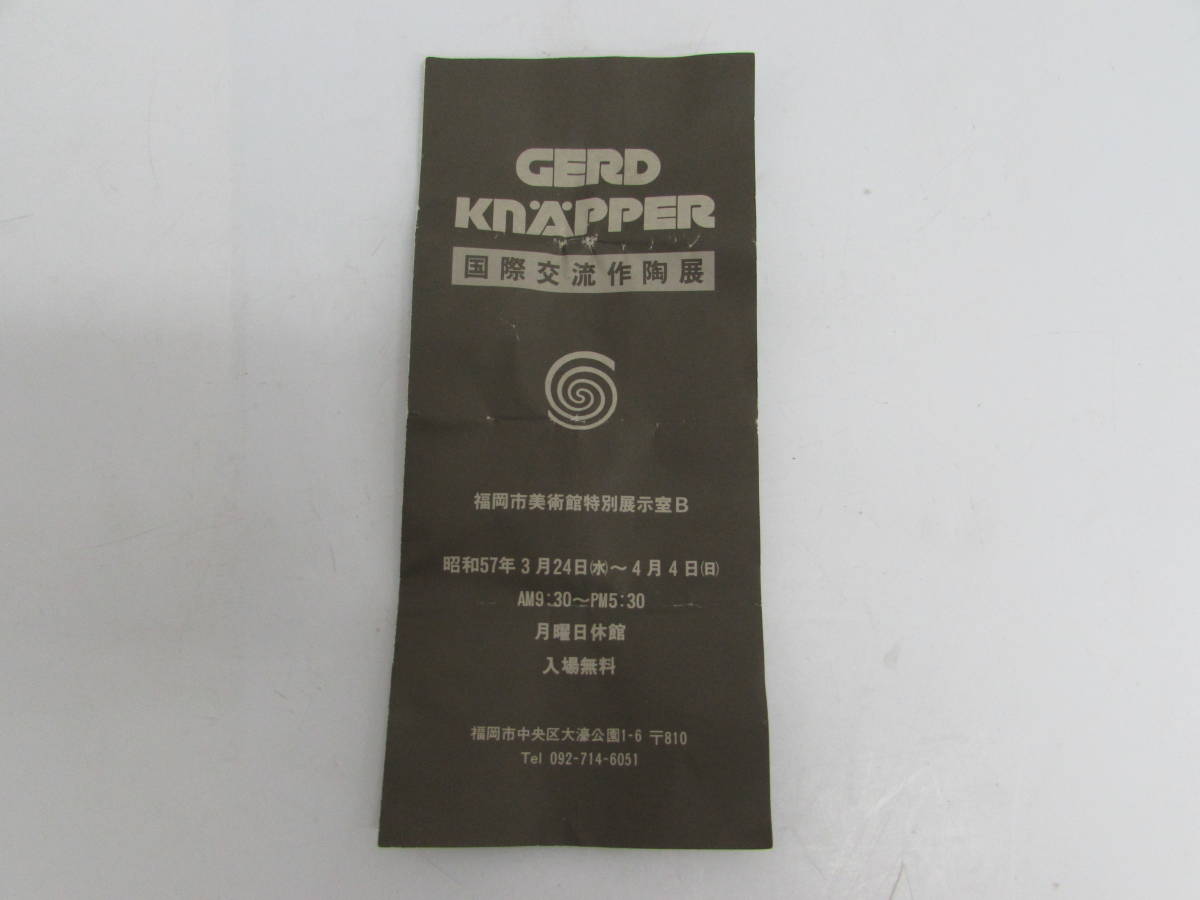 GERD
KNÄPPER
国際交流作陶展
福岡市美術館特別展示室B
昭和57年3月24日(水)~4月4日(日)
AM9:30~PM5:30
月曜日休館
入場無料
福岡市中央区大濠公園1-6 〒810
Tel 092-714-6051